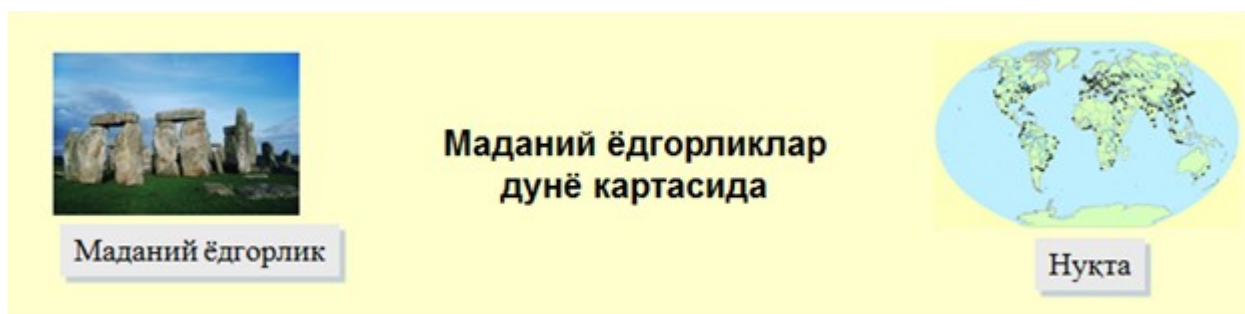 Маданий ёдгорликлар
дунё картасида
Маданий ёдгорлик
Нуқта